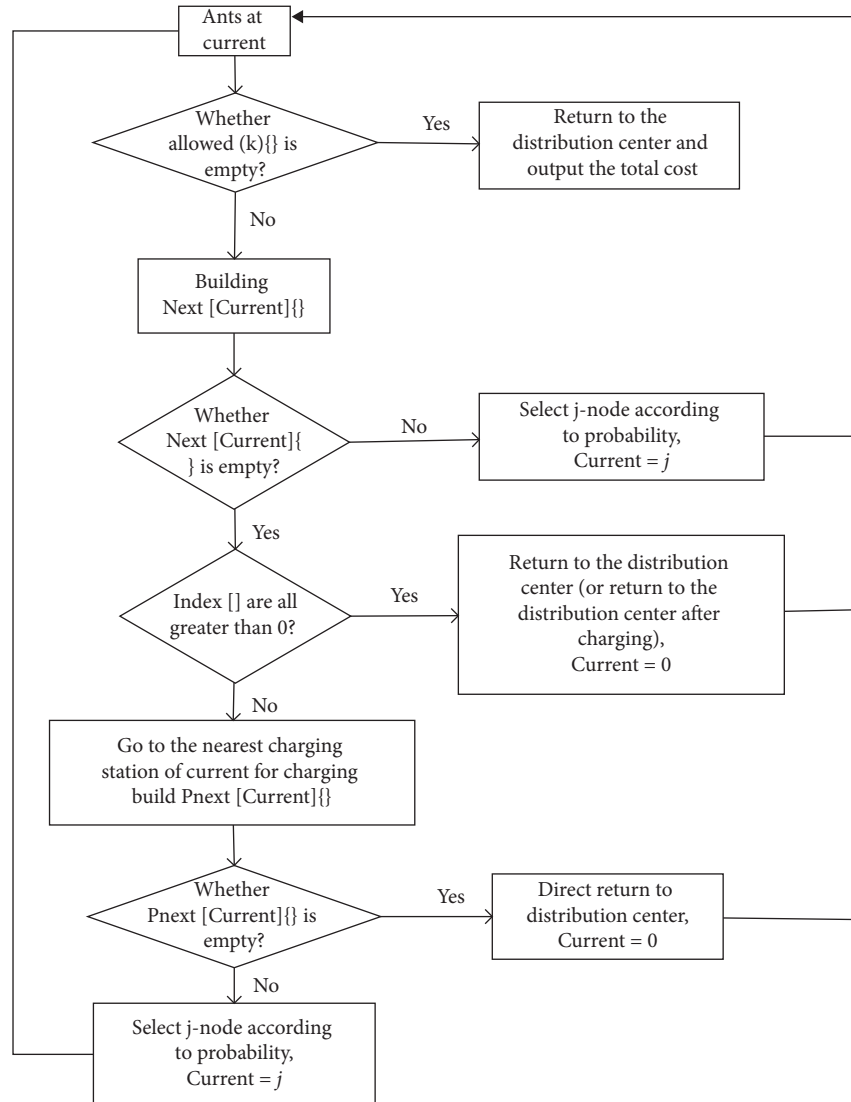 Ants at
current
Whether
allowed (k){} is
empty?
Yes
Return to the
distribution center and
output the total cost
No
Building
Next [Current]{}
Whether
Next [Current]{
} is empty?
No
Select j-node according
to probability,
Current = j
Yes
Index [] are all
greater than 0?
Yes
Return to the distribution
center (or return to the
distribution center after
charging),
Current = 0
No
Go to the nearest charging
station of current for charging
build Pnext [Current]{}
Whether
Pnext [Current]{} is
empty?
Yes
Direct return to
distribution center,
Current = 0
No
Select j-node according
to probability,
Current = j